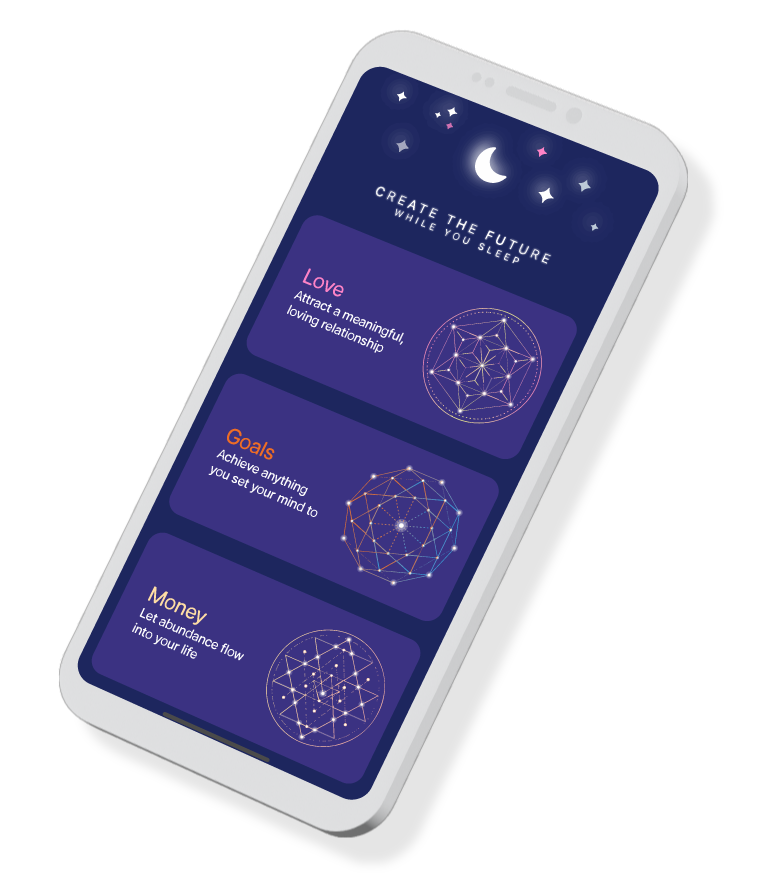 CREATE THE FUTURE
WHILE YOU SLEEP
Love
Attract a meaningful,
loving relationship
Goals
Achieve anything
you set your mind to
Money
Let abundance flow
into your life